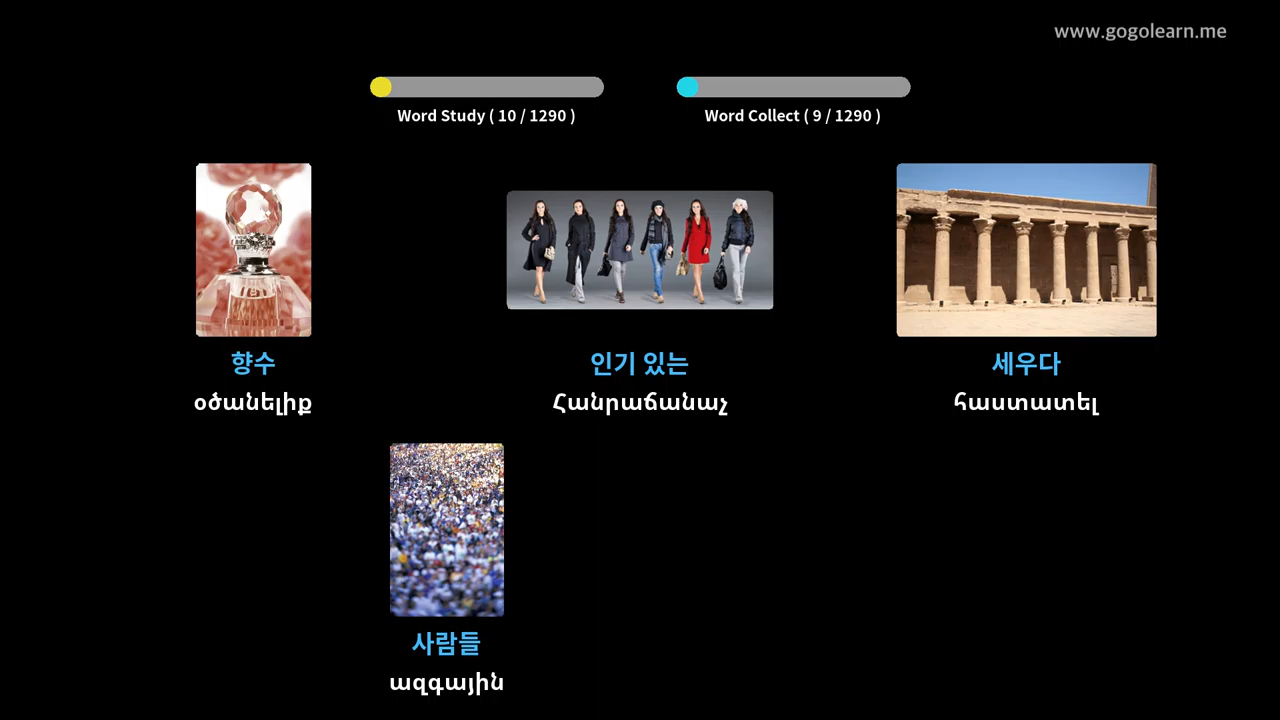 www.gogolearn.me
Word Study ( 10 / 1290 )
Word Collect ( 9 / 1290 )
향수
օծանելիք
인기 있는
Հանրաճանաչ
세우다
հաստատել
사람들
ազգային